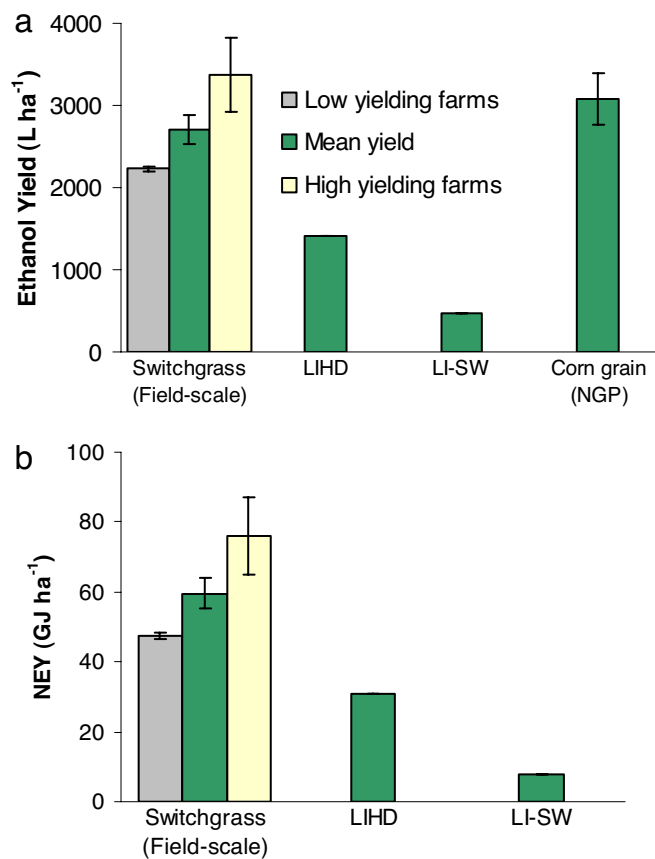 a
4000
3000
2000
1000
0
Ethanol Yield (L ha⁻¹)
Low yielding farms
Mean yield
High yielding farms
Switchgrass
(Field-scale)
LIHD
LI-SW
Corn grain
(NGP)
b
100
80
60
40
20
0
NEY (GJ ha⁻¹)
Switchgrass
(Field-scale)
LIHD
LI-SW